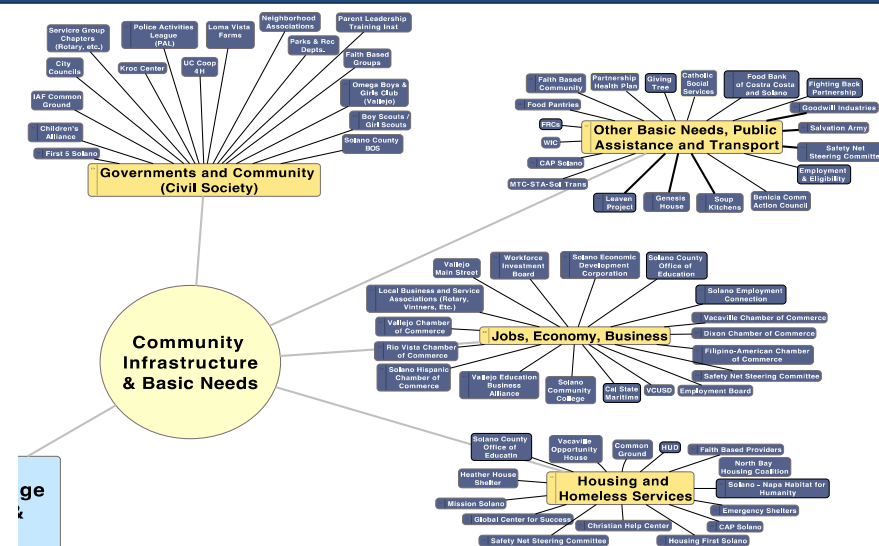 Service Group
Chapters
(Rotary, etc.)
Police Activities
League
(PAL)
Loma Vista
Farms
Neighborhood
Associations
Parent Leadership
Training Inst
City
Councils
Kroc Center
UC Coop
4H
Parks & Rec
Depts.
Faith Based
Groups
IAF Common
Ground
Omega Boys &
Girls Club
(Vallejo)
Children's
Alliance
Boy Scouts /
Girl Scouts
First 5 Solano
Solano County
BOS
Governments and Community
(Civil Society)
Faith Based
Community
Partnership
Health Plan
Giving
Tree
Catholic
Social
Services
Food Bank
of Costra Costa
and Solano
Fighting Back
Partnership
Food Pantries
Goodwill Industries
FRCs
Salvation Army
WIC
Safety Net
Steering Committe
CAP Solano
Employment
& Eligibility
MTC-STA-Sol Trans
Leaven
Project
Genesis
House
Soup
Kitchens
Benicia Comm
Action Council
Other Basic Needs, Public
Assistance and Transport
Community
Infrastructure
& Basic Needs
Vallejo
Main Street
Workforce
Investment
Board
Solano Economic
Development
Corporation
Solano County
Office of
Education
Local Business and Service
Associations (Rotary,
Vintners, Etc.)
Solano Employment
Connection
Vallejo Chamber
of Commerce
Vacaville Chamber of Commerce
Jobs, Economy, Business
Dixon Chamber of Commerce
Rio Vista Chamber
of Commerce
Filipino-American Chamber
of Commerce
Solano Hispanic
Chamber of
Commerce
Safety Net Steering Committee
Vallejo Education
Business
Alliance
Solano
Community
College
Cal State
Maritime
VCUSD
Employment Board
Solano County
Office of
Educatin
Vacaville
Opportunity
House
Common
Ground
HUD
Faith Based Providers
North Bay
Housing Coalition
Heather House
Shelter
Housing and
Homeless Services
Solano - Napa Habitat for
Humanity
Mission Solano
Emergency Shelters
Global Center for Success
Christian Help Center
CAP Solano
Safety Net Steering Committee
Housing First Solano
ge
&